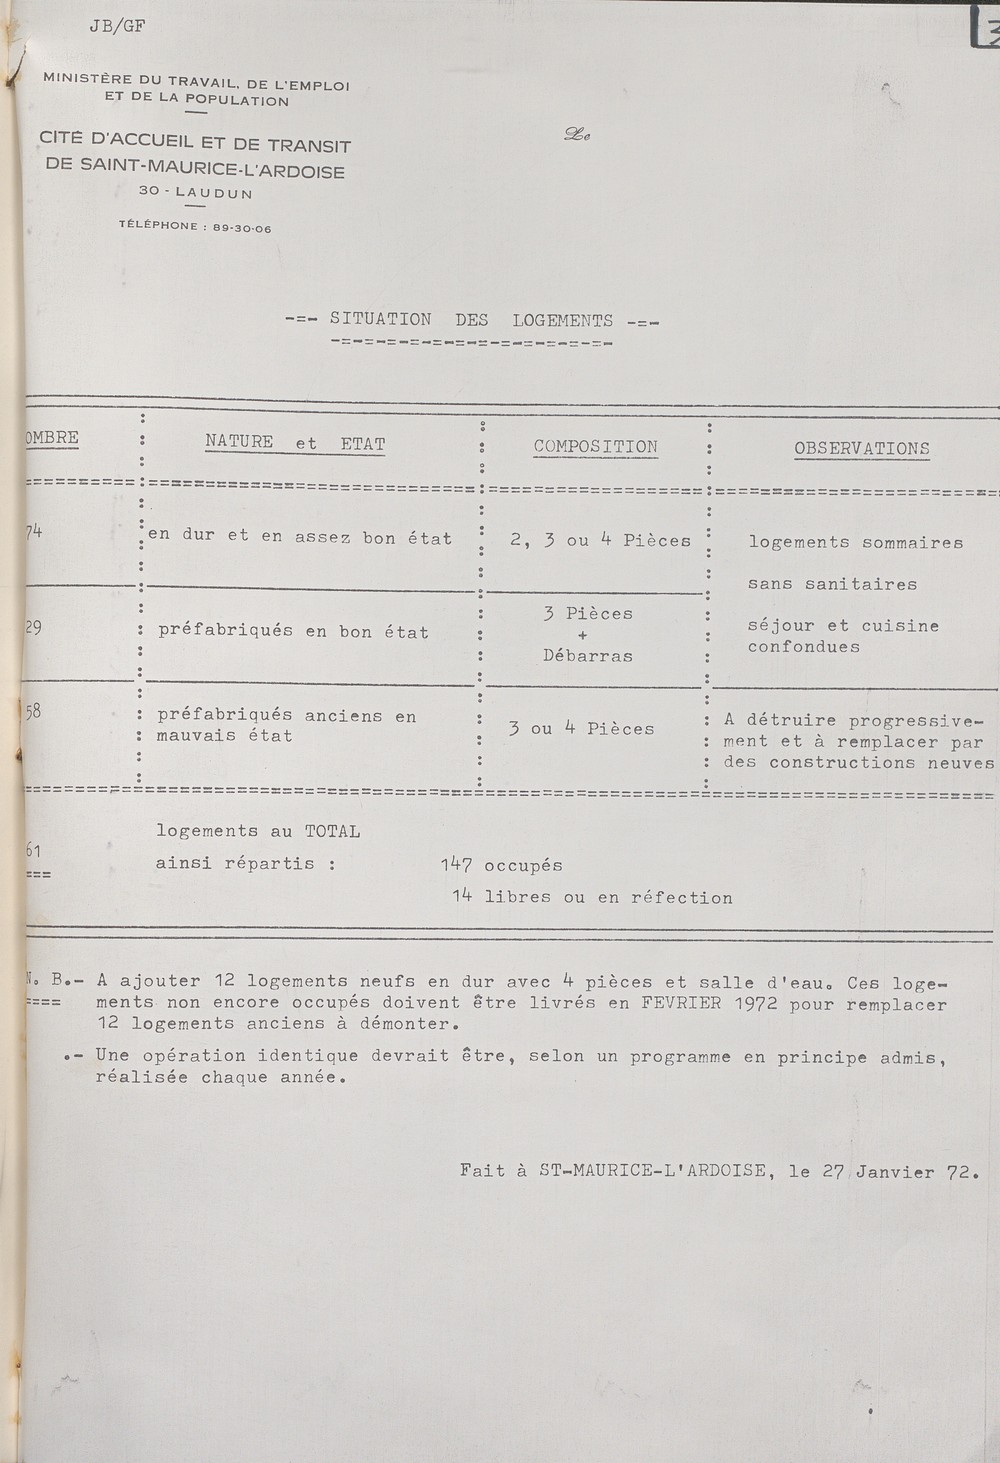 JB/GF
MINISTÈRE DU TRAVAIL, DE L'EMPLOI
ET DE LA POPULATION
CITÉ D'ACCUEIL ET DE TRANSIT
DE SAINT-MAURICE-L'ARDOISE
30 - LAUDUN
TÉLÉPHONE : 89-30-06
Le
-=- SITUATION DES LOGEMENTS -=-
OMBRE NATURE et ETAT COMPOSITION OBSERVATIONS
74 en dur et en assez bon état 2, 3 ou 4 Pièces logements sommaires
sans sanitaires
29 préfabriqués en bon état 3 Pièces
+
Débarras
séjour et cuisine
confondues
58 préfabriqués anciens en
mauvais état
3 ou 4 Pièces
A détruire progressive-
ment et à remplacer par
des constructions neuves
61 logements au TOTAL
ainsi répartis : 147 occupés
14 libres ou en réfection
N. B.- A ajouter 12 logements neufs en dur avec 4 pièces et salle d'eau. Ces loge-
ments non encore occupés doivent être livrés en FEVRIER 1972 pour remplacer
12 logements anciens à démonter.
.- Une opération identique devrait être, selon un programme en principe admis,
réalisée chaque année.
Fait à ST-MAURICE-L'ARDOISE, le 27 Janvier 72.